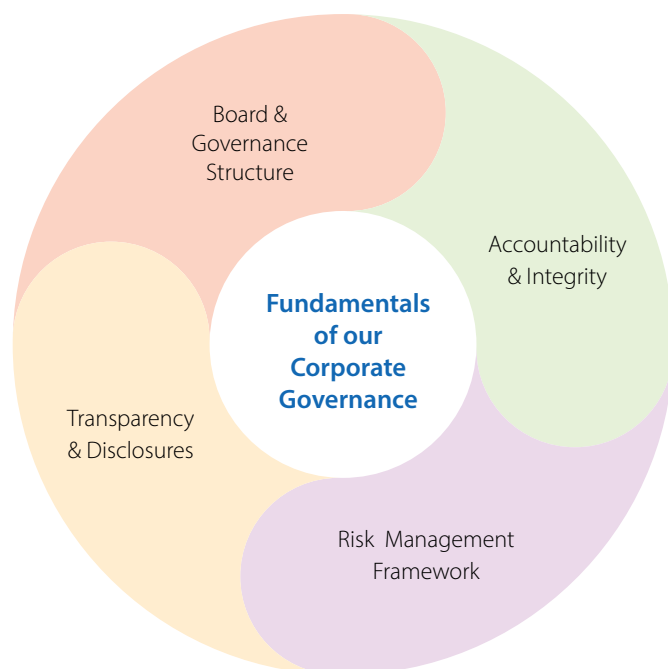 Board &
Governance
Structure
Accountability
& Integrity
Fundamentals
of our
Corporate
Governance
Transparency
& Disclosures
Risk Management
Framework